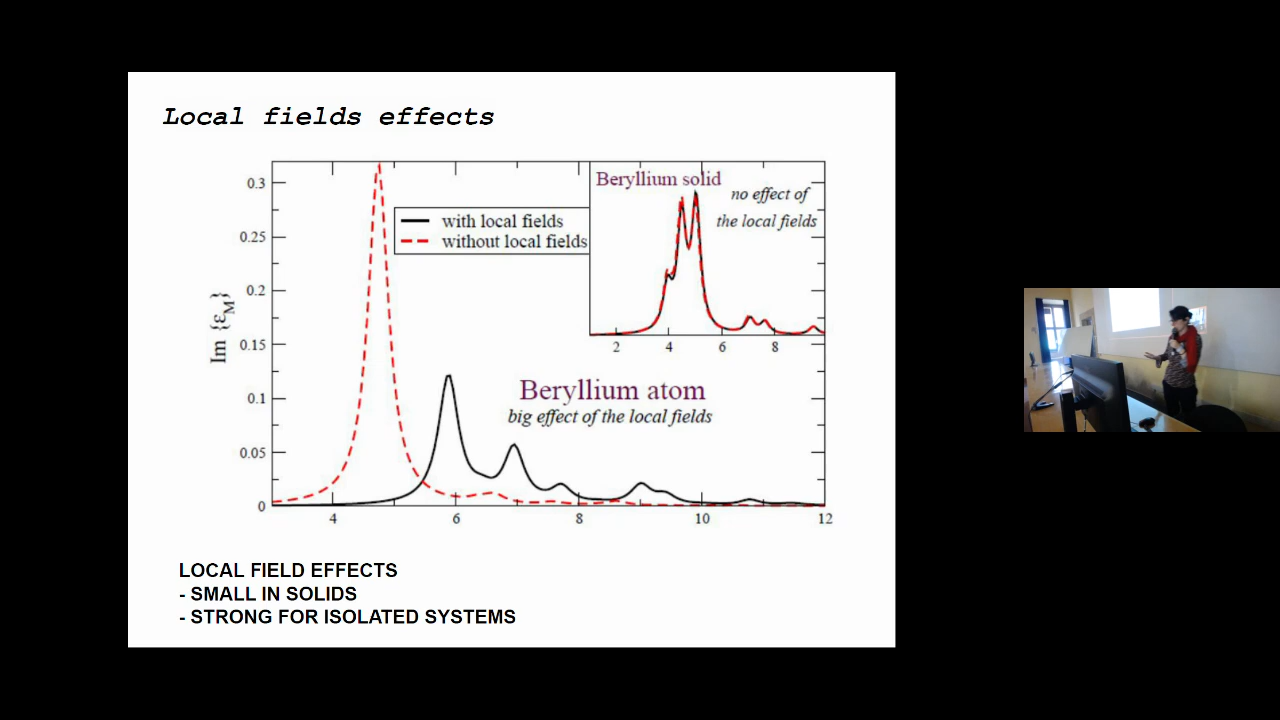 Local fields effects
Im {εM}
0.3
0.25
0.2
0.15
0.1
0.05
0
4
6
8
10
12
with local fields
without local fields
Beryllium solid
no effect of
the local fields
2
4
6
8
Beryllium atom
big effect of the local fields
LOCAL FIELD EFFECTS
- SMALL IN SOLIDS
- STRONG FOR ISOLATED SYSTEMS